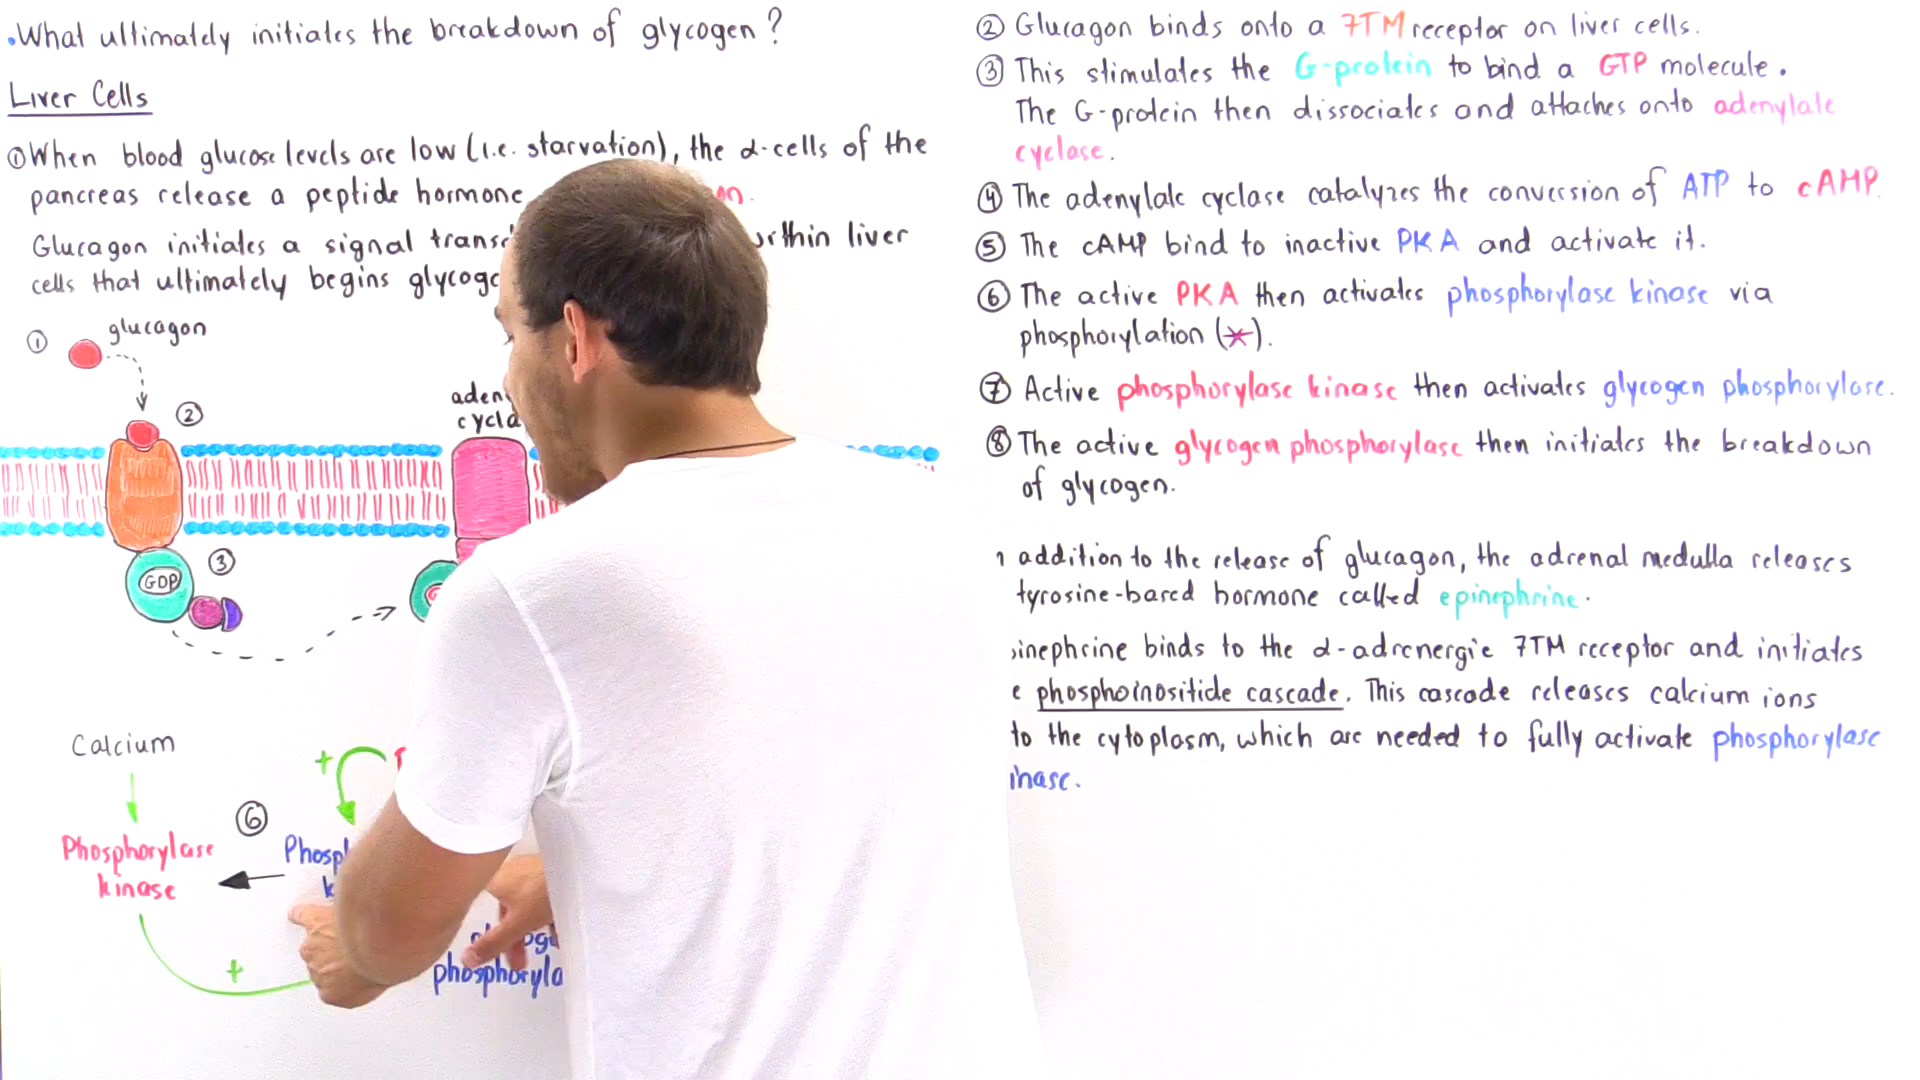 .What ultimately initiates the breakdown of glycogen?
Liver Cells
① When blood glucose levels are low (i.e. starvation), the α-cells of the
pancreas release a peptide hormone
Glucagon initiates a signal within liver
cells that ultimately begins
① glucagon
②
GDP
③
② Glucagon binds onto a 7TM receptor on liver cells.
③ This stimulates the G-protein to bind a GTP molecule.
The G-protein then dissociates and attaches onto adenylate
cyclase.
④ The adenylate cyclase catalyzes the conversion of ATP to cAMP.
⑤ The cAMP bind to inactive PKA and activate it.
⑥ The active PKA then activates phosphorylase kinase via
phosphorylation (*).
⑦ Active phosphorylase kinase then activates glycogen phosphorylase.
⑧ The active glycogen phosphorylase then initiates the breakdown
of glycogen.
addition to the release of glucagon, the adrenal medulla releases
tyrosine-bared hormone called epinephrine.
binds to the α-adrenergic 7TM receptor and initiates
phosphoinositide cascade. This cascade releases calcium ions
to the cytoplasm, which are needed to fully activate phosphorylase
Calcium
+
⑥
Phosphorylase
kinase
+